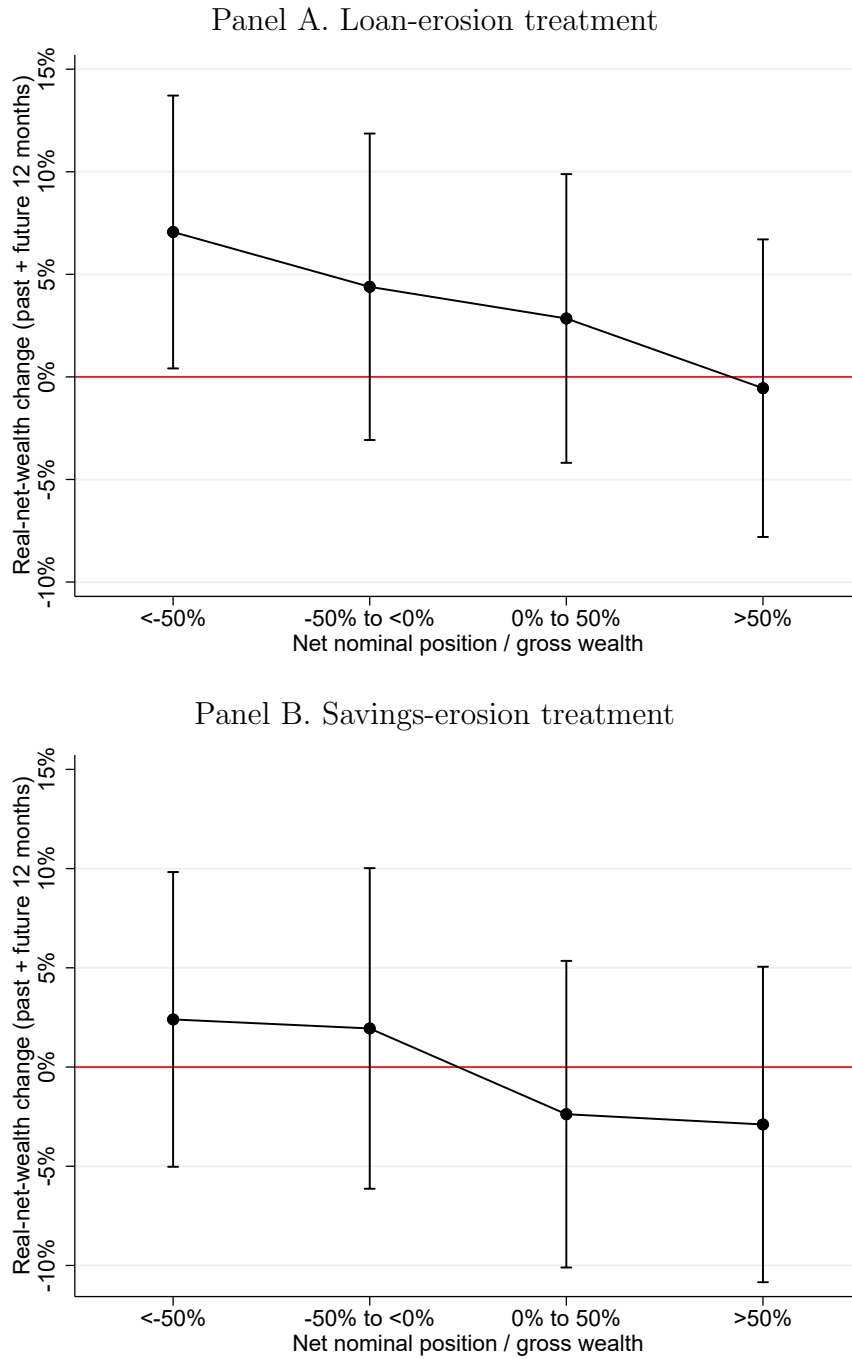 Panel A. Loan-erosion treatment
Real-net-wealth change (past + future 12 months)
15%
10%
5%
0%
-5%
-10%
<-50%
-50% to <0%
0% to 50%
>50%
Net nominal position / gross wealth
Panel B. Savings-erosion treatment
Real-net-wealth change (past + future 12 months)
15%
10%
5%
0%
-5%
-10%
<-50%
-50% to <0%
0% to 50%
>50%
Net nominal position / gross wealth